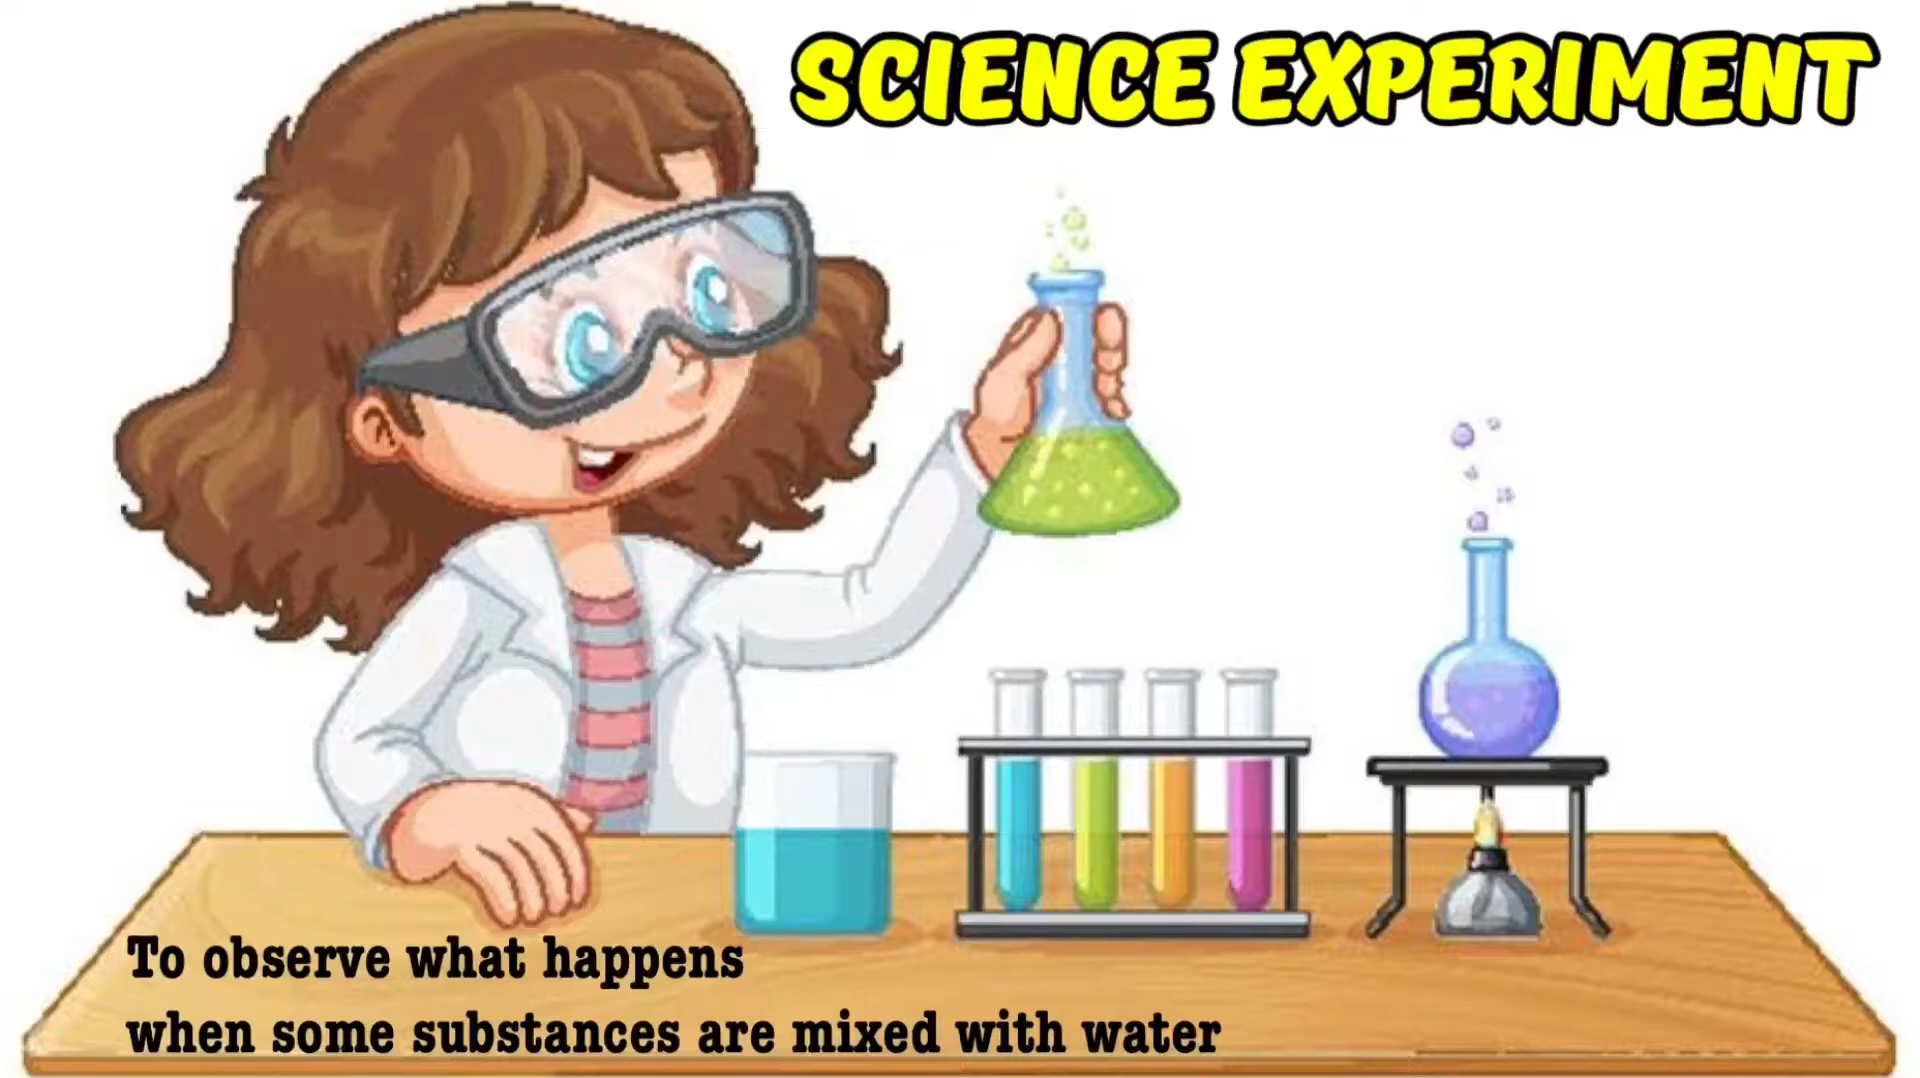 SCIENCE EXPERIMENT
To observe what happens
when some substances are mixed with water